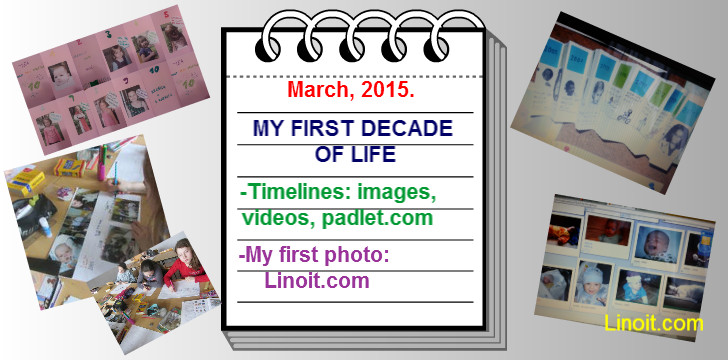 March, 2015.
MY FIRST DECADE
OF LIFE
-Timelines: images,
videos, padlet.com
-My first photo:
Linoit.com
Linoit.com